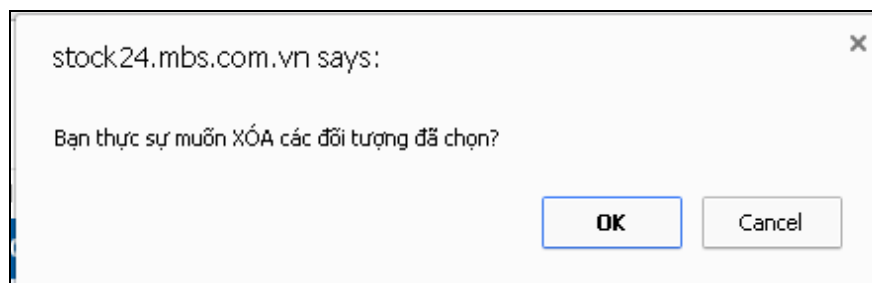 stock24.mbs.com.vn says:
Bạn thực sự muốn XÓA các đối tượng đã chọn?
OK Cancel